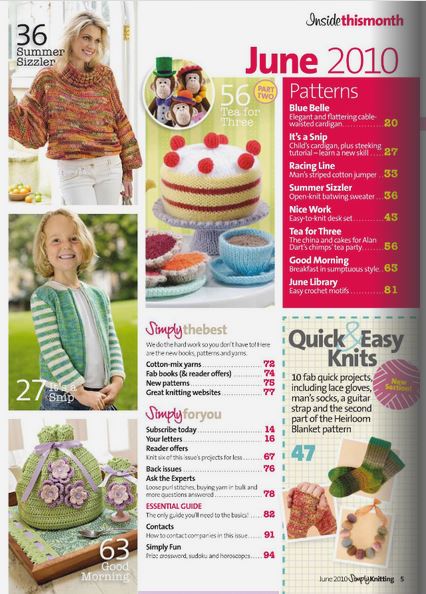 Insidethismonth
June 2010
36
Summer
Sizzler
PART
TWO
56
Tea for
Three
27 It's a
Snip
63
Good
Morning
Patterns
Blue Belle
Elegant and flattering cable-
waisted cardigan..............20
It's a Snip
Child's cardigan, plus steeking
tutorial – learn a new skill....27
Racing Line
Man's striped cotton jumper..33
Summer Sizzler
Open-knit batwing sweater..36
Nice Work
Easy-to-knit desk set..........43
Tea for Three
The china and cakes for Alan
Dart's chimps' tea party......56
Good Morning
Breakfast in sumptuous style..63
June Library
Easy crochet motifs...........81
Simplythebest
We do the hard work so you don't have to! Here
are the new books, patterns and yarns.
Cotton-mix yarns..............72
Fab books (& reader offers)....74
New patterns..................75
Great knitting websites.......77
Simplyforyou
Subscribe today...............14
Your letters..................16
Reader offers
Knit six of this issue's projects for less....67
Back issues...................76
Ask the Experts
Loose purl stitches, buying yarn in bulk and
more questions answered.......78
ESSENTIAL GUIDE
The only guide you'll need to the basics!....82
Contacts
How to contact companies in this issue....91
Simply Fun
Prize crossword, sudoku and horoscopes....94
Quick & Easy
Knits
10 fab quick projects,
including lace gloves,
man's socks, a guitar
strap and the second
part of the Heirloom
Blanket pattern
New
Section!
47
June 2010 Simply Knitting 5